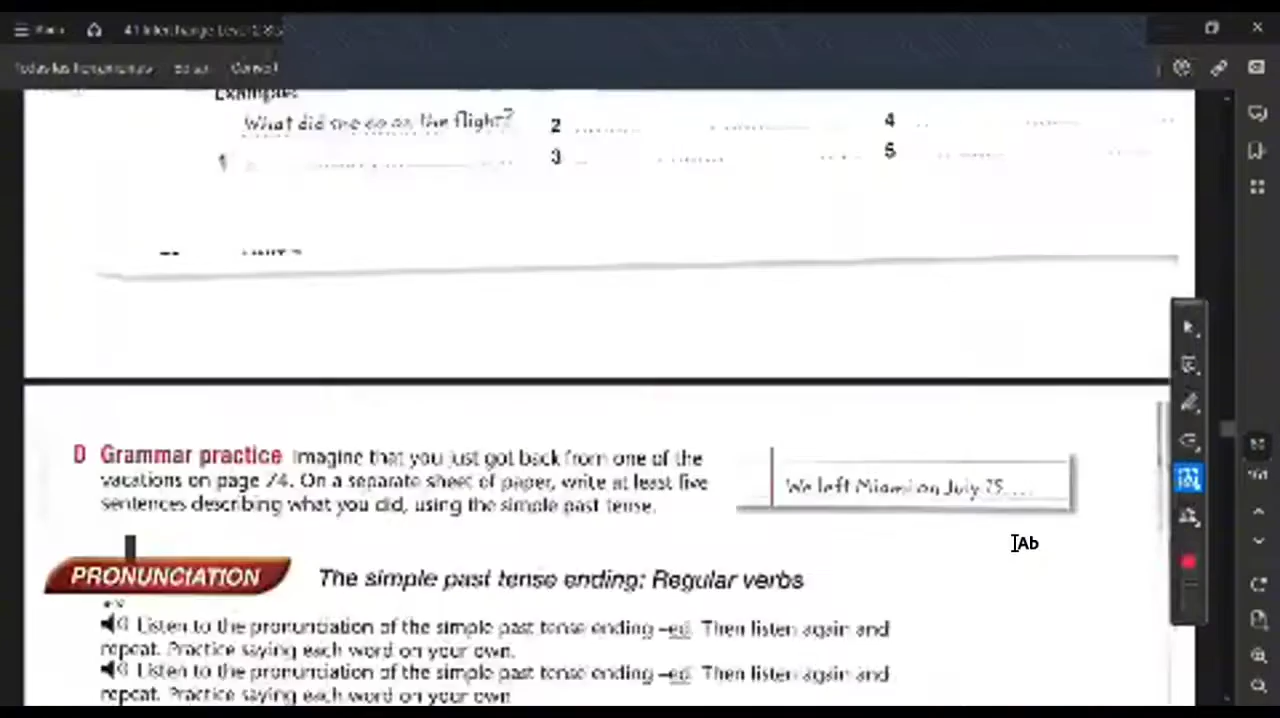 Example:
What did she do on the flight? 2 4
1 3 5
UNIT 7
D Grammar practice Imagine that you just got back from one of the
vacations on page 74. On a separate sheet of paper, write at least five
sentences describing what you did, using the simple past tense.
We left Miami on July 15....
Ab
PRONUNCIATION The simple past tense ending: Regular verbs
Listen to the pronunciation of the simple past tense ending –ed. Then listen again and
repeat. Practice saying each word on your own.
Listen to the pronunciation of the simple past tense ending –ed. Then listen again and
repeat. Practice saying each word on your own